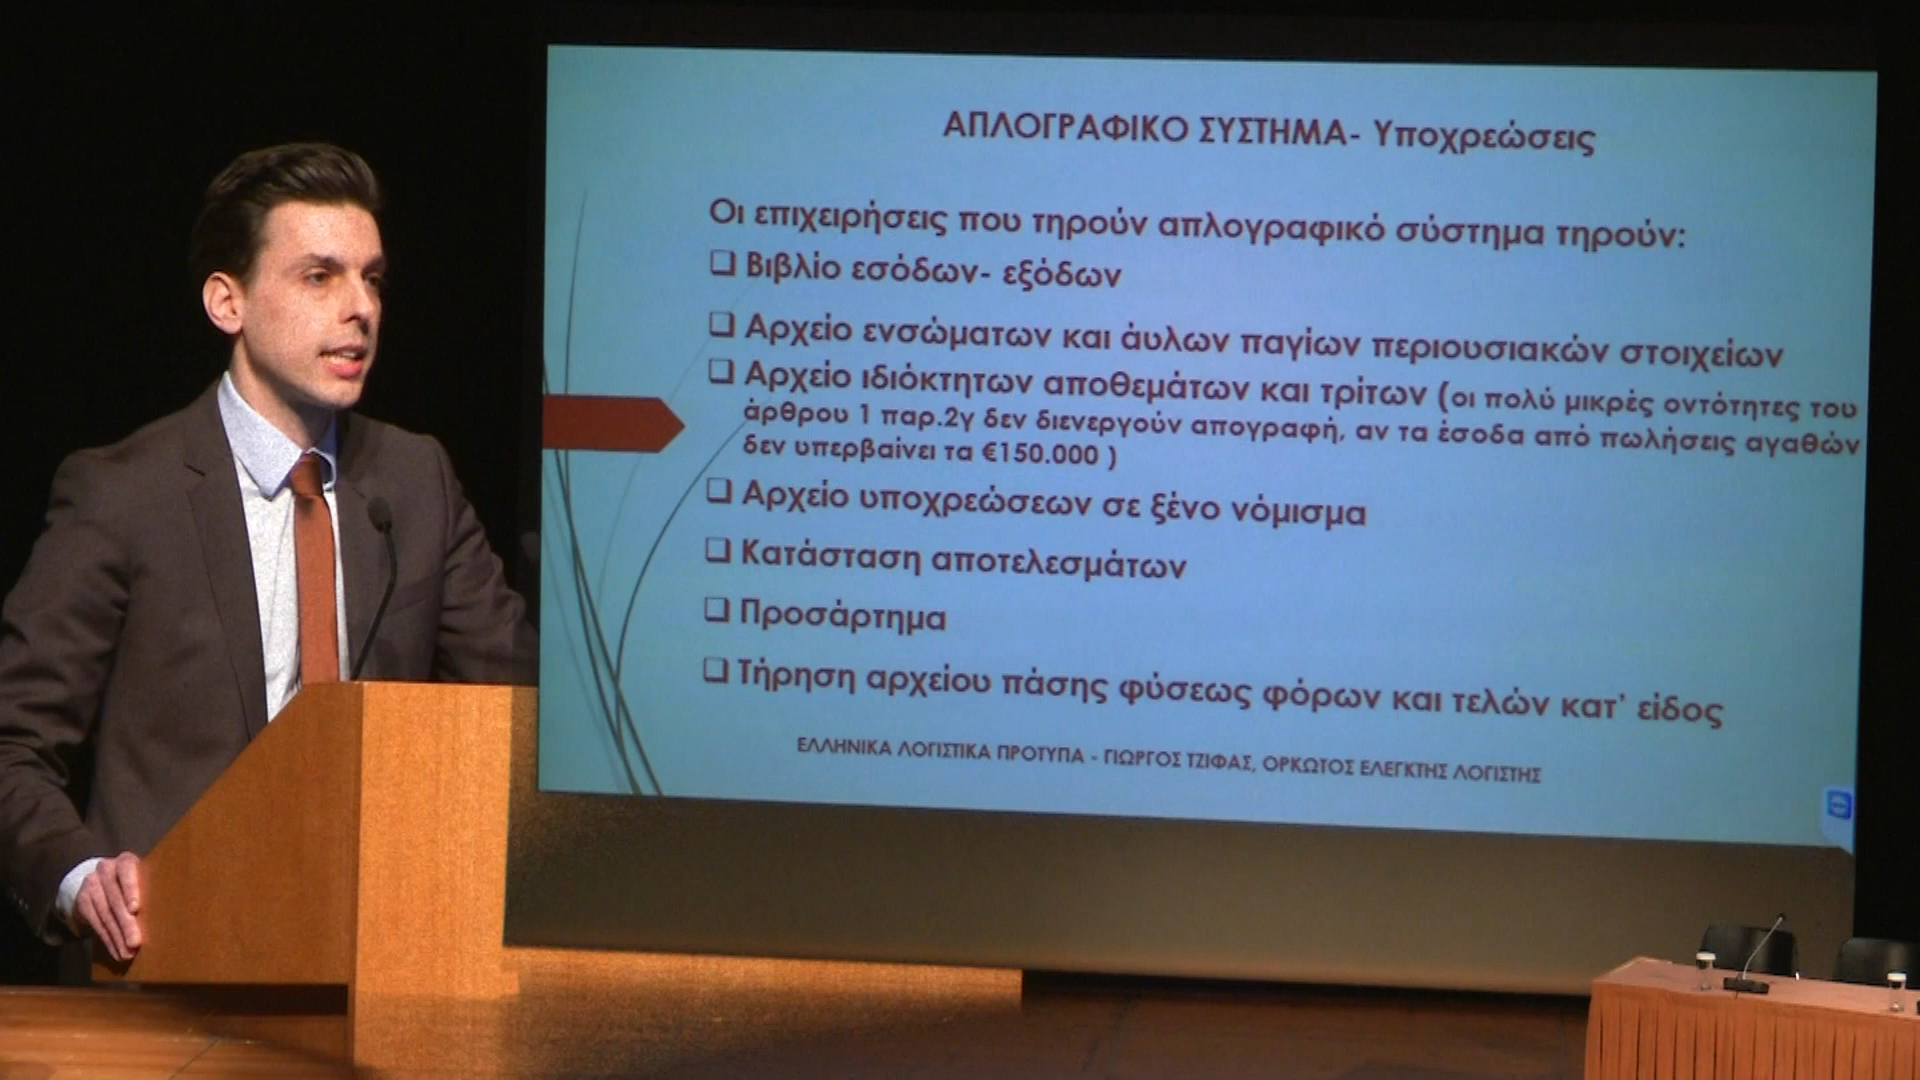 ΑΠΛΟΓΡΑΦΙΚΟ ΣΥΣΤΗΜΑ- Υποχρεώσεις
Οι επιχειρήσεις που τηρούν απλογραφικό σύστημα τηρούν:
❑ Βιβλίο εσόδων- εξόδων
❑ Αρχείο ενσώματων και άυλων παγίων περιουσιακών στοιχείων
❑ Αρχείο ιδιόκτητων αποθεμάτων και τρίτων (οι πολύ μικρές οντότητες του
άρθρου 1 παρ.2γ δεν διενεργούν απογραφή, αν τα έσοδα από πωλήσεις αγαθών
δεν υπερβαίνει τα €150.000 )
❑ Αρχείο υποχρεώσεων σε ξένο νόμισμα
❑ Κατάσταση αποτελεσμάτων
❑ Προσάρτημα
❑ Τήρηση αρχείου πάσης φύσεως φόρων και τελών κατ' είδος
ΕΛΛΗΝΙΚΑ ΛΟΓΙΣΤΙΚΑ ΠΡΟΤΥΠΑ - ΓΙΩΡΓΟΣ ΤΖΙΦΑΣ, ΟΡΚΩΤΟΣ ΕΛΕΓΚΤΗΣ ΛΟΓΙΣΤΗΣ